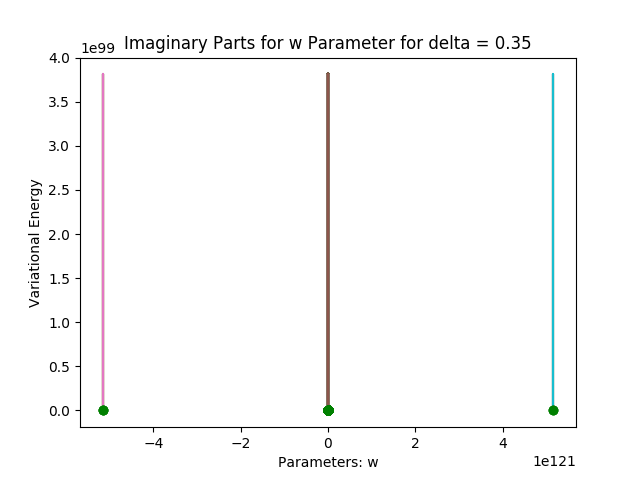 1e99 Imaginary Parts for w Parameter for delta = 0.35
4.0
3.5
3.0
2.5
2.0
1.5
1.0
0.5
0.0
Variational Energy
−4 −2 0 2 4
Parameters: w 1e121